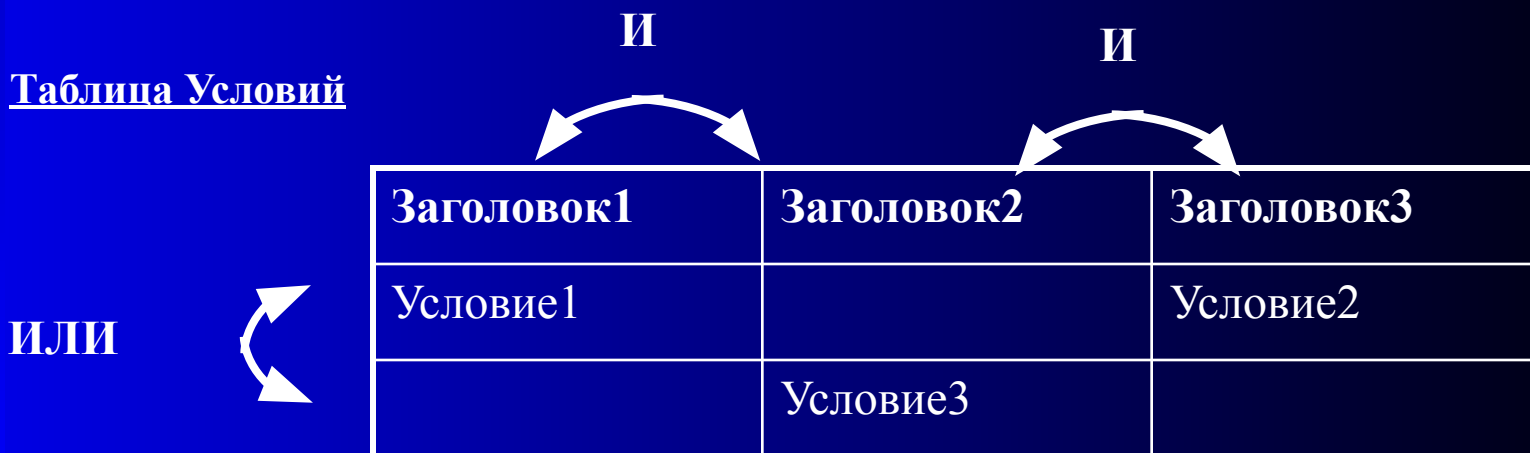 И
И
Таблица Условий
Заголовок1 Заголовок2 Заголовок3
Условие1 Условие2
ИЛИ
Условие3